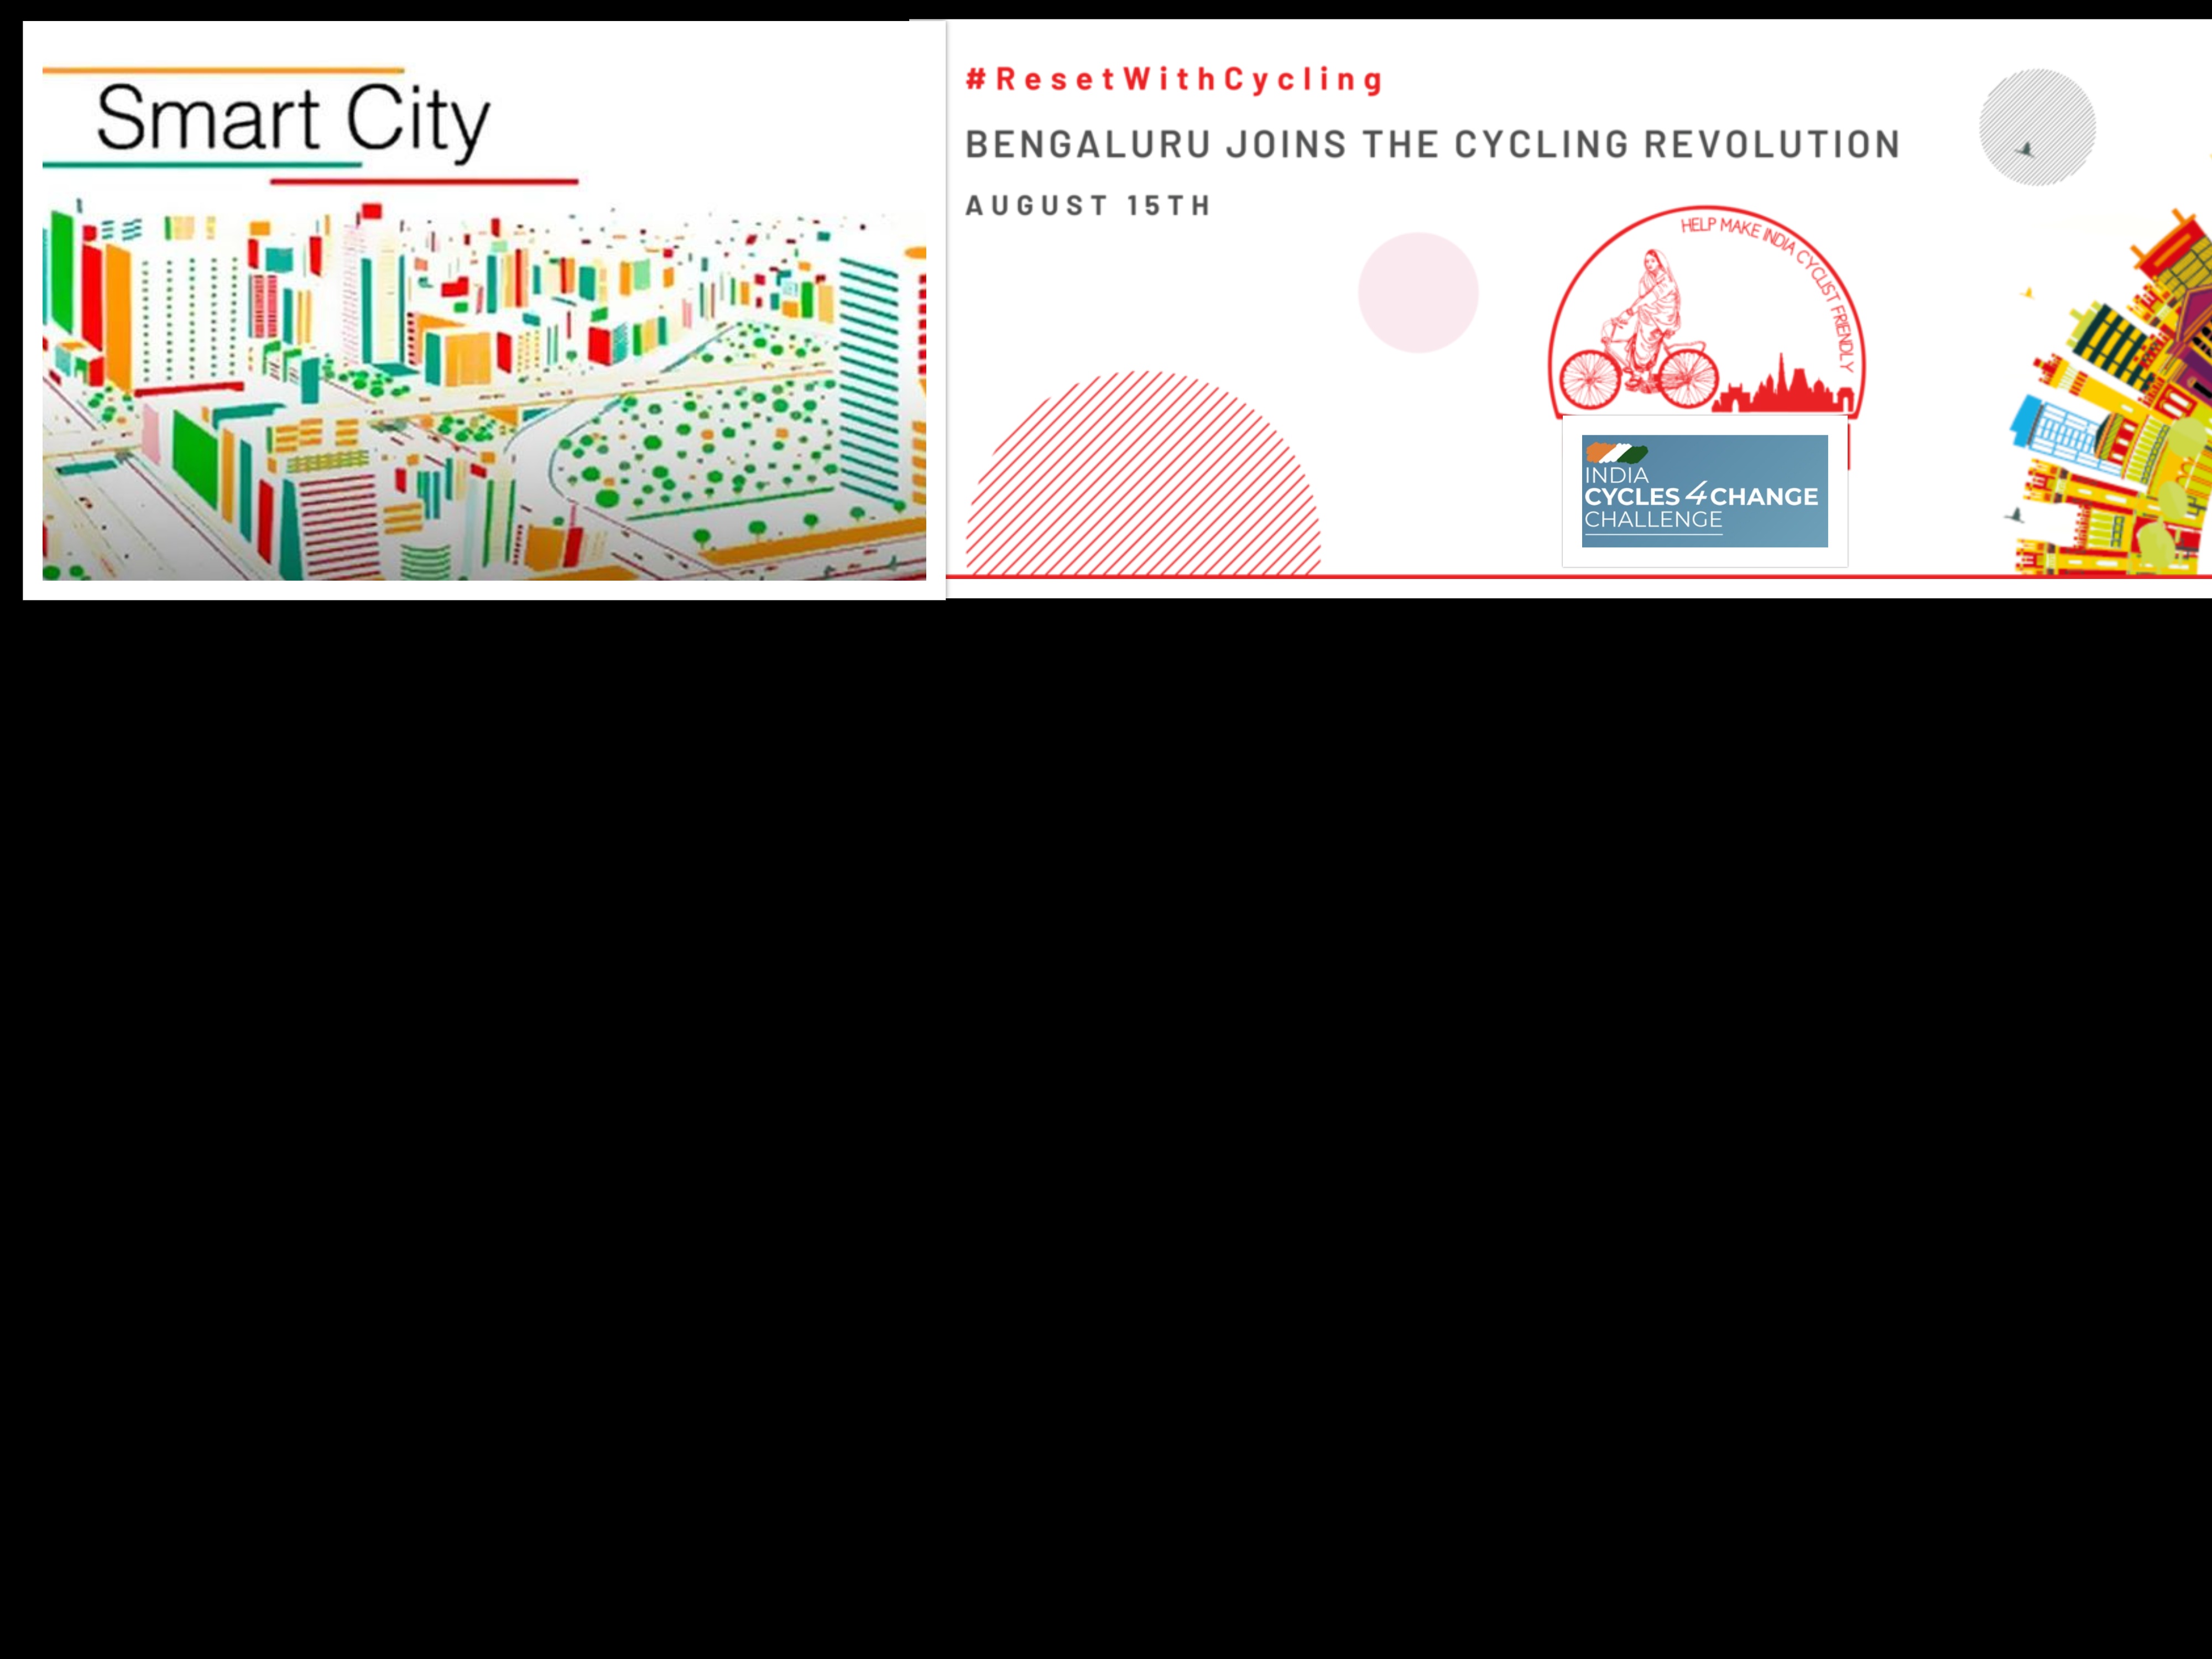 Smart City
#ResetWithCycling
BENGALURU JOINS THE CYCLING REVOLUTION
AUGUST 15TH
HELP MAKE INDIA CYCLIST FRIENDLY
INDIA
CYCLES 4 CHANGE
CHALLENGE